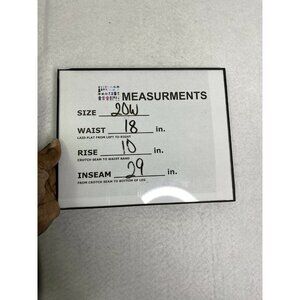 MEASURMENTS
SIZE 20W
WAIST 18 in.
LAID FLAT FROM LEFT TO RIGHT
RISE 10 in.
CROTCH SEAM TO WAIST BAND
INSEAM 29 in.
FROM CROTCH SEAM TO BOTTOM OF LEG